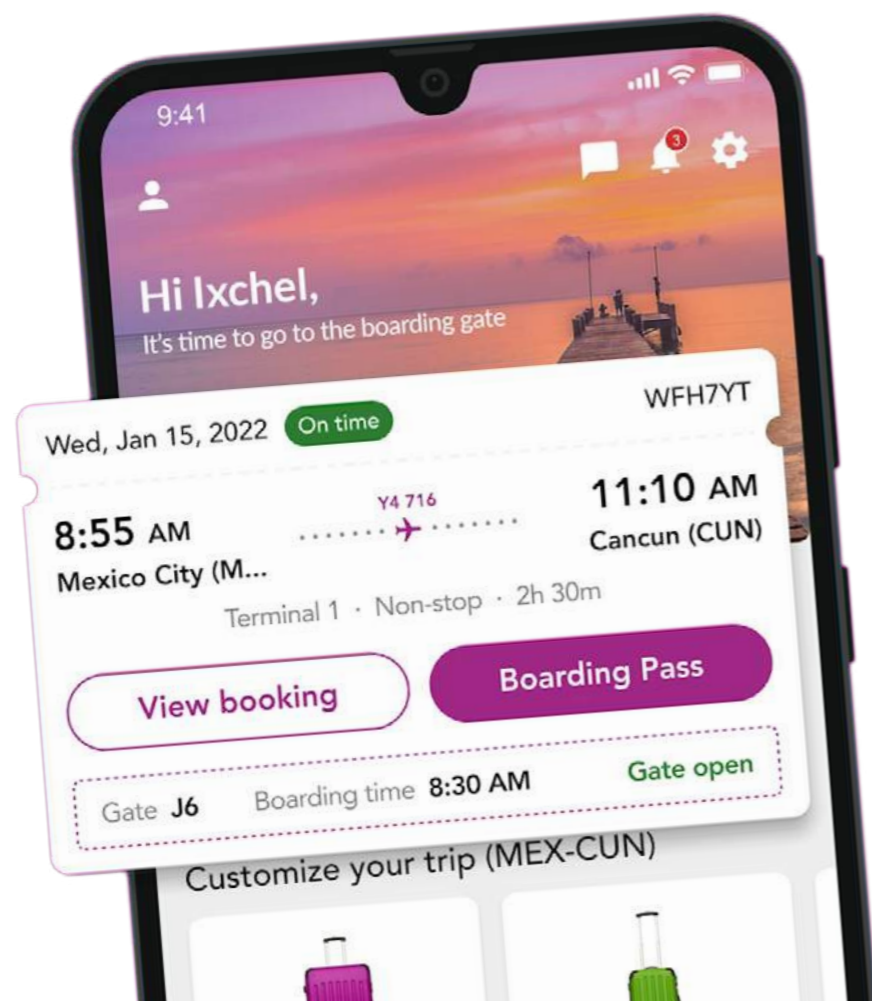 9:41
3
Hi Ixchel,
It's time to go to the boarding gate
Wed, Jan 15, 2022 On time WFH7YT
Y4 716
8:55 AM 11:10 AM
Mexico City (M... Cancun (CUN)
Terminal 1 · Non-stop · 2h 30m
View booking Boarding Pass
Gate J6 Boarding time 8:30 AM Gate open
Customize your trip (MEX-CUN)